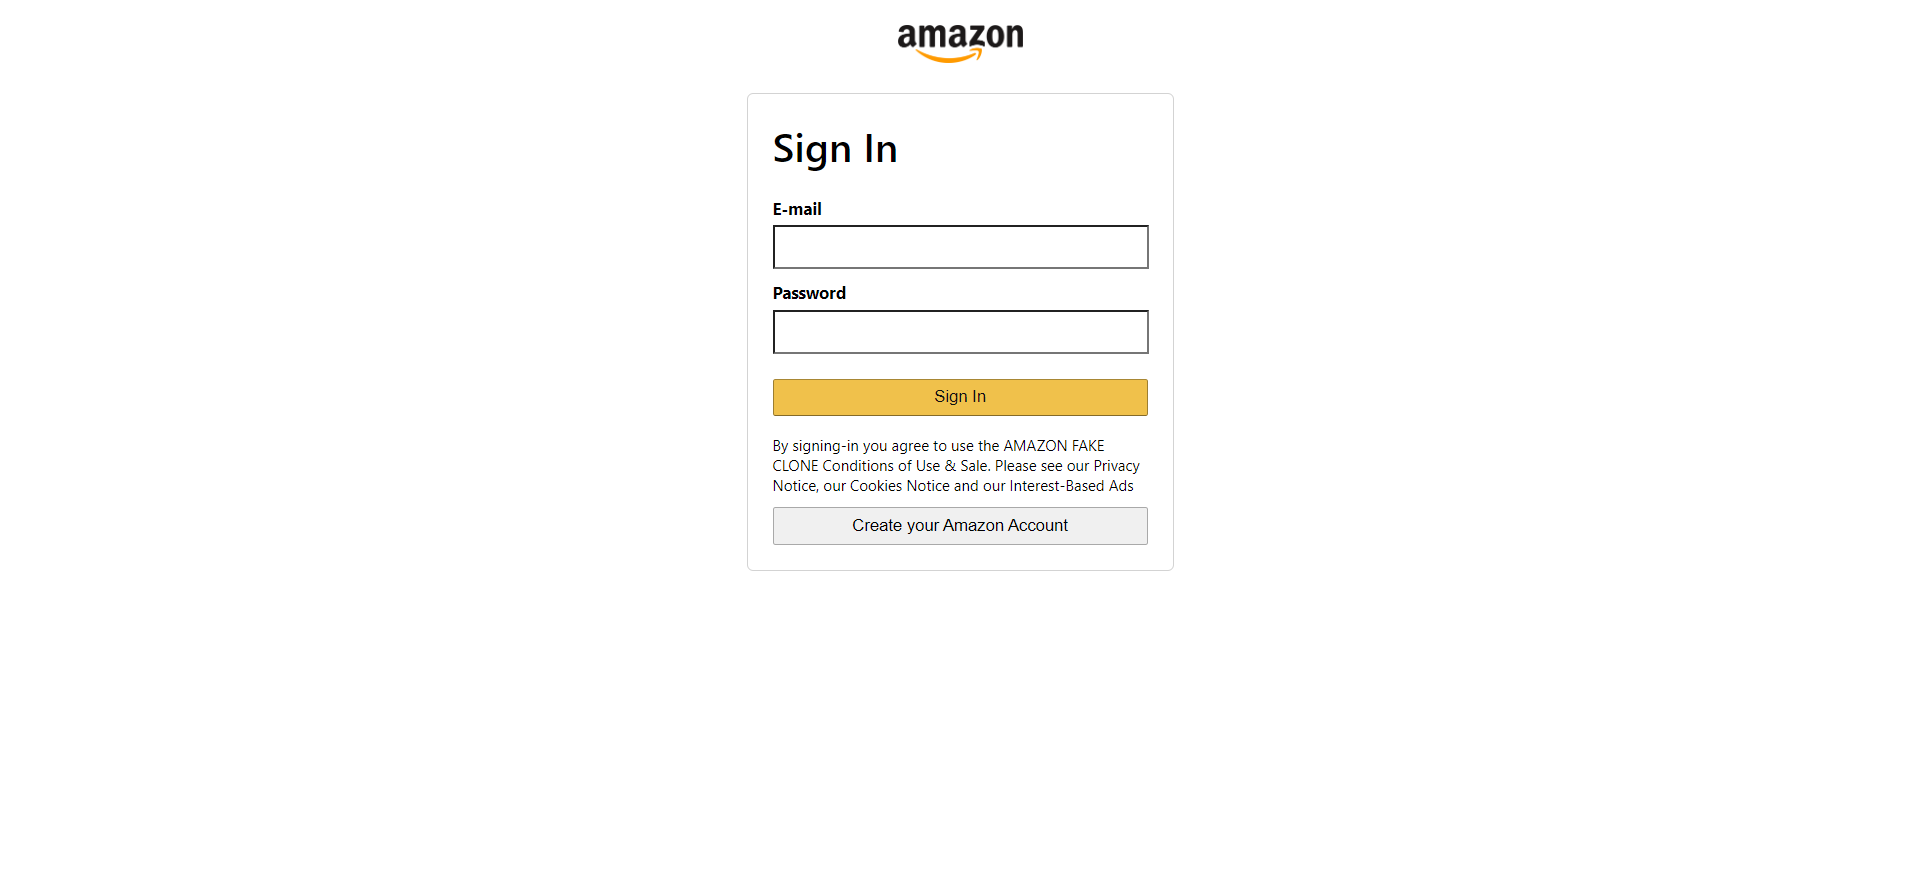 amazon
Sign In
E-mail
Password
Sign In
By signing-in you agree to use the AMAZON FAKE
CLONE Conditions of Use & Sale. Please see our Privacy
Notice, our Cookies Notice and our Interest-Based Ads
Create your Amazon Account